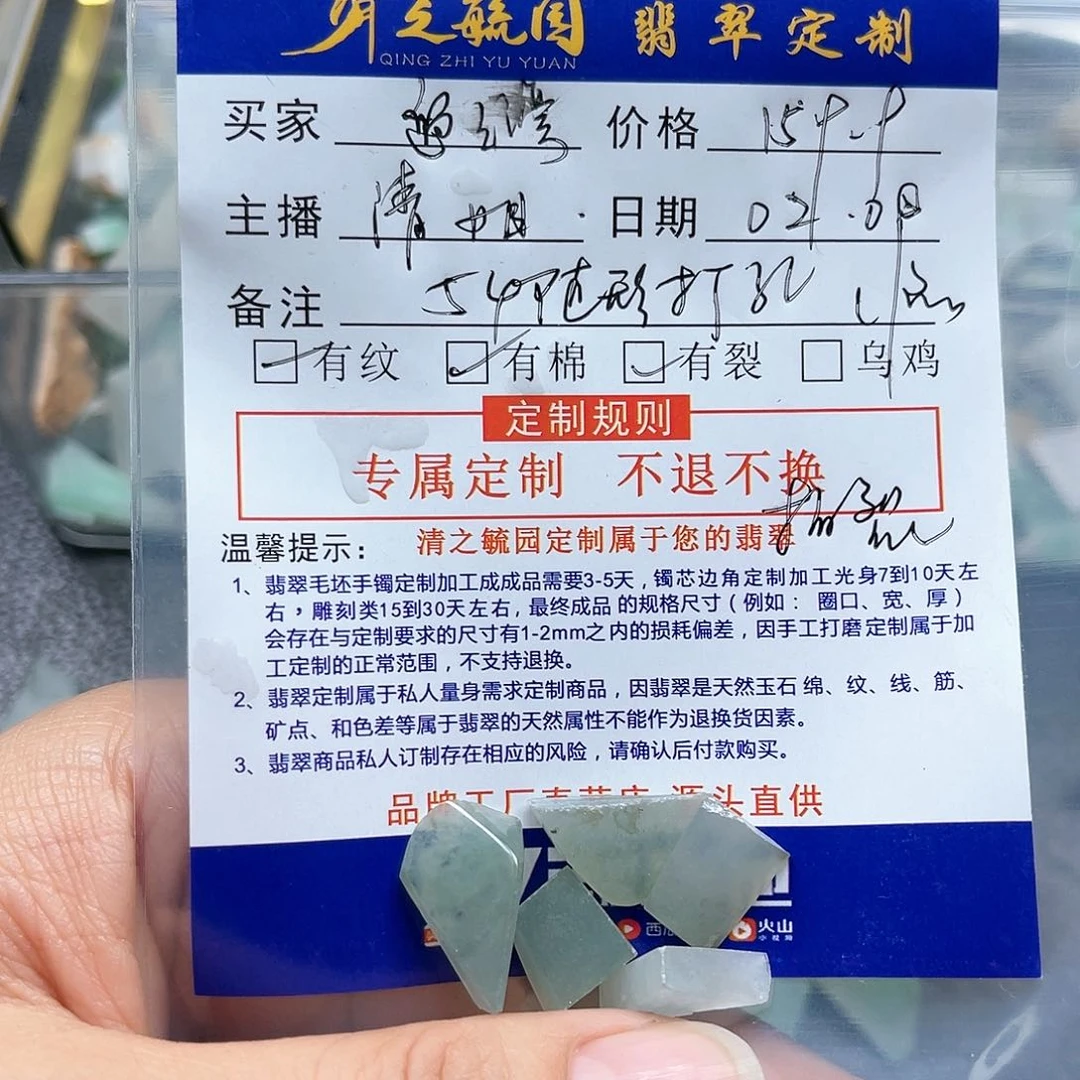 清之毓园 翡翠定制
QING ZHI YU YUAN
买家 价格 159.9
主播 清姐 日期
备注 打孔
有纹 有棉 有裂 乌鸡
定制规则
专属定制 不退不换
温馨提示： 清之毓园定制属于您的翡翠
1、翡翠毛坯手镯定制加工成成品需要3-5天，镯芯边角定制加工光身7到10天左
右，雕刻类15到30天左右，最终成品的规格尺寸（例如： 圈口、宽、厚）
会存在与定制要求的尺寸有1-2mm之内的损耗偏差，因手工打磨定制属于加
工定制的正常范围，不支持退换。
2、翡翠定制属于私人量身需求定制商品，因翡翠是天然玉石 绵、纹、线、筋、
矿点、和色差等属于翡翠的天然属性不能作为退换货因素。
3、翡翠商品私人订制存在相应的风险，请确认后付款购买。
品牌工厂直营店 源头直供
火山